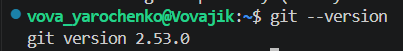 vova_yarochenko@Vovajik:~$ git --version
git version 2.53.0